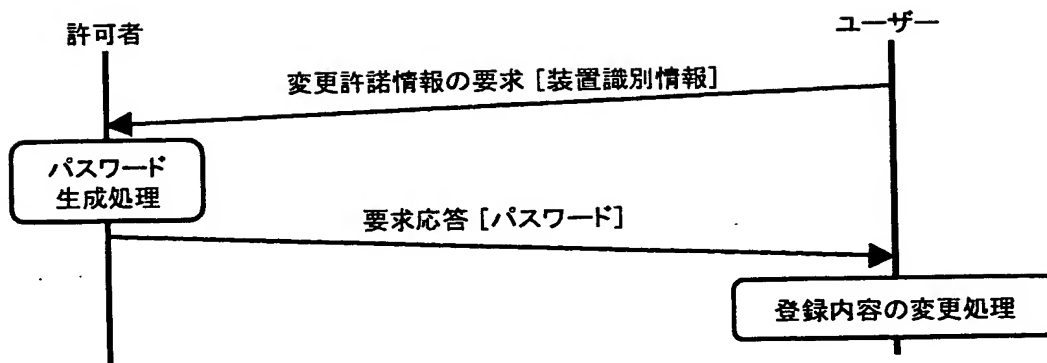 許可者
ユーザー
変更許諾情報の要求 [装置識別情報]
パスワード
生成処理
要求応答 [パスワード]
登録内容の変更処理